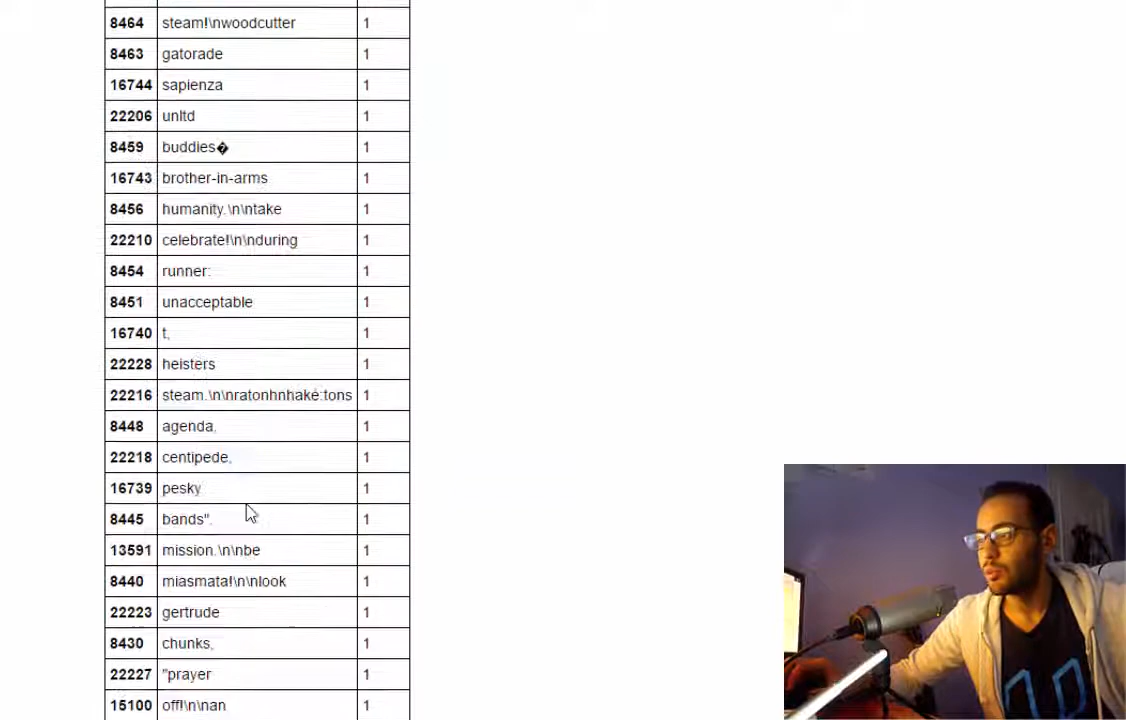 8464 steam!\nwoodcutter 1
8463 gatorade 1
16744 sapienza 1
22206 unltd 1
8459 buddies� 1
16743 brother-in-arms 1
8456 humanity.\n\ntake 1
22210 celebrate!\n\nduring 1
8454 runner: 1
8451 unacceptable 1
16740 t, 1
22228 heisters 1
22216 steam.\n\nratonhnhaké:tons 1
8448 agenda, 1
22218 centipede, 1
16739 pesky 1
8445 bands". 1
13591 mission.\n\nbe 1
8440 miasmata!\n\nlook 1
22223 gertrude 1
8430 chunks, 1
22227 "prayer 1
15100 off!\n\nan 1